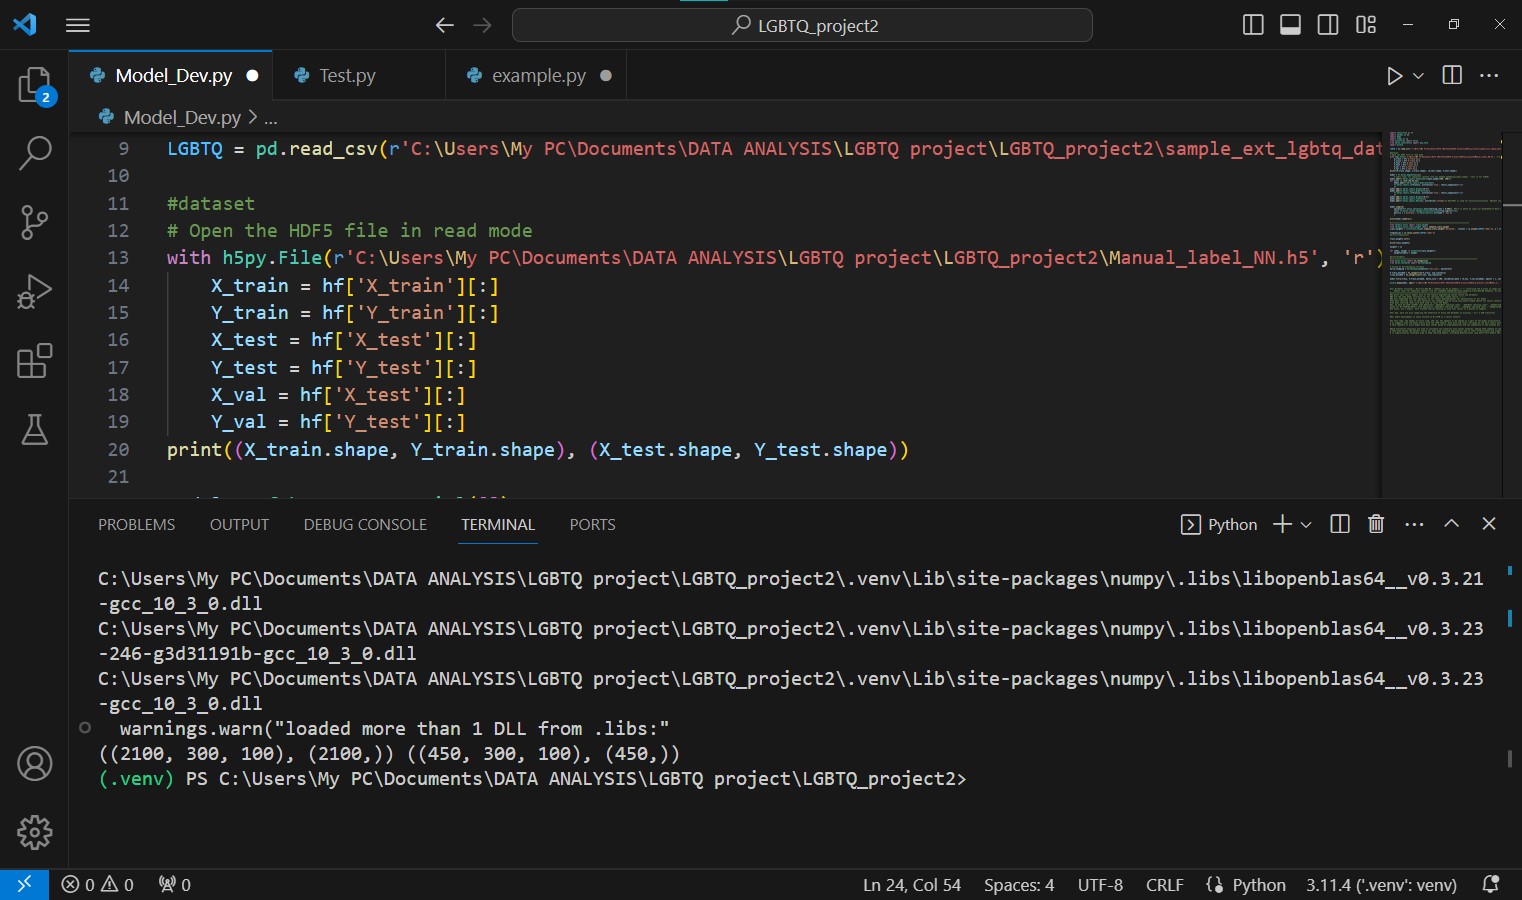 LGBTQ_project2
Model_Dev.py
Test.py
example.py
2
Model_Dev.py > ...
9 LGBTQ = pd.read_csv(r'C:\Users\My PC\Documents\DATA ANALYSIS\LGBTQ project\LGBTQ_project2\sample_ext_lgbtq_dat
10
11 #dataset
12 # Open the HDF5 file in read mode
13 with h5py.File(r'C:\Users\My PC\Documents\DATA ANALYSIS\LGBTQ project\LGBTQ_project2\Manual_label_NN.h5', 'r')
14 X_train = hf['X_train'][:]
15 Y_train = hf['Y_train'][:]
16 X_test = hf['X_test'][:]
17 Y_test = hf['Y_test'][:]
18 X_val = hf['X_test'][:]
19 Y_val = hf['Y_test'][:]
20 print((X_train.shape, Y_train.shape), (X_test.shape, Y_test.shape))
21
PROBLEMS OUTPUT DEBUG CONSOLE TERMINAL PORTS
Python
C:\Users\My PC\Documents\DATA ANALYSIS\LGBTQ project\LGBTQ_project2\.venv\Lib\site-packages\numpy\.libs\libopenblas64__v0.3.21
-gcc_10_3_0.dll
C:\Users\My PC\Documents\DATA ANALYSIS\LGBTQ project\LGBTQ_project2\.venv\Lib\site-packages\numpy\.libs\libopenblas64__v0.3.23
-246-g3d31191b-gcc_10_3_0.dll
C:\Users\My PC\Documents\DATA ANALYSIS\LGBTQ project\LGBTQ_project2\.venv\Lib\site-packages\numpy\.libs\libopenblas64__v0.3.23
-gcc_10_3_0.dll
warnings.warn("loaded more than 1 DLL from .libs:"
((2100, 300, 100), (2100,)) ((450, 300, 100), (450,))
(.venv) PS C:\Users\My PC\Documents\DATA ANALYSIS\LGBTQ project\LGBTQ_project2>
0 0 0 Ln 24, Col 54 Spaces: 4 UTF-8 CRLF Python 3.11.4 ('.venv': venv)